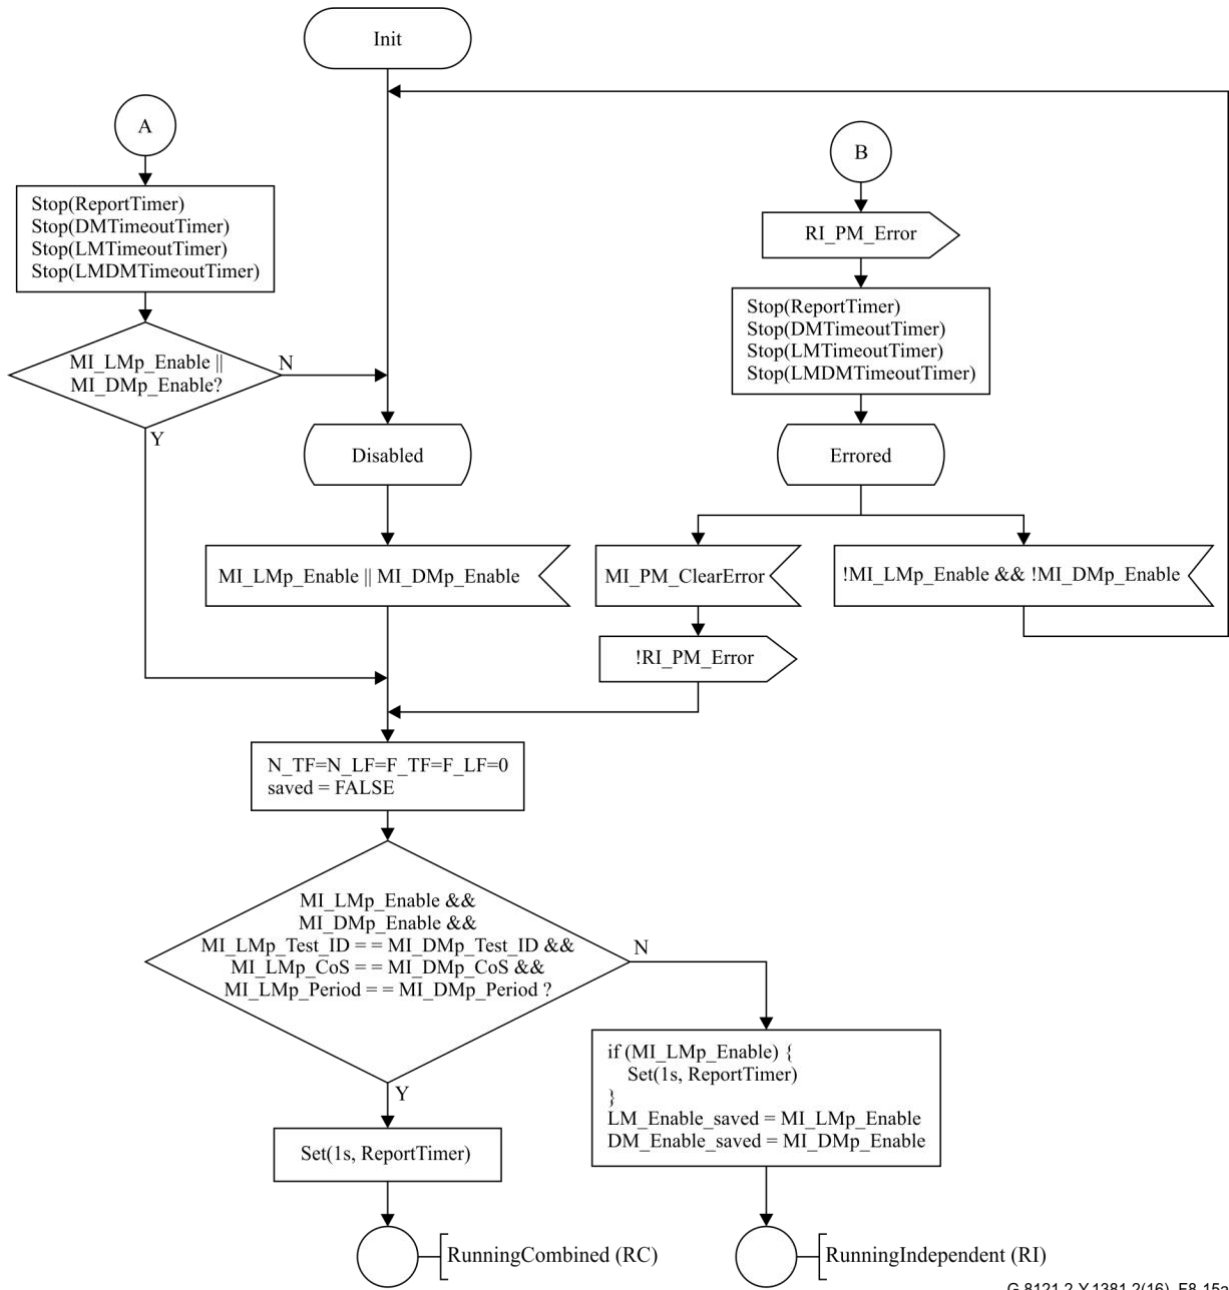 Init
A
Stop(ReportTimer)
Stop(DMTimeoutTimer)
Stop(LMTimeoutTimer)
Stop(LMDMTimeoutTimer)
MI_LMp_Enable ||
MI_DMp_Enable?
N
Y
B
RI_PM_Error
Stop(ReportTimer)
Stop(DMTimeoutTimer)
Stop(LMTimeoutTimer)
Stop(LMDMTimeoutTimer)
Disabled
Errored
MI_LMp_Enable || MI_DMp_Enable
MI_PM_ClearError
!MI_LMp_Enable && !MI_DMp_Enable
!RI_PM_Error
N_TF=N_LF=F_TF=F_LF=0
saved = FALSE
MI_LMp_Enable &&
MI_DMp_Enable &&
MI_LMp_Test_ID = = MI_DMp_Test_ID &&
MI_LMp_CoS = = MI_DMp_CoS &&
MI_LMp_Period = = MI_DMp_Period ?
N
Y
if (MI_LMp_Enable) {
Set(1s, ReportTimer)
}
LM_Enable_saved = MI_LMp_Enable
DM_Enable_saved = MI_DMp_Enable
Set(1s, ReportTimer)
RunningCombined (RC)
RunningIndependent (RI)
G.8121.2-Y.1381.2(16)_F8-15a